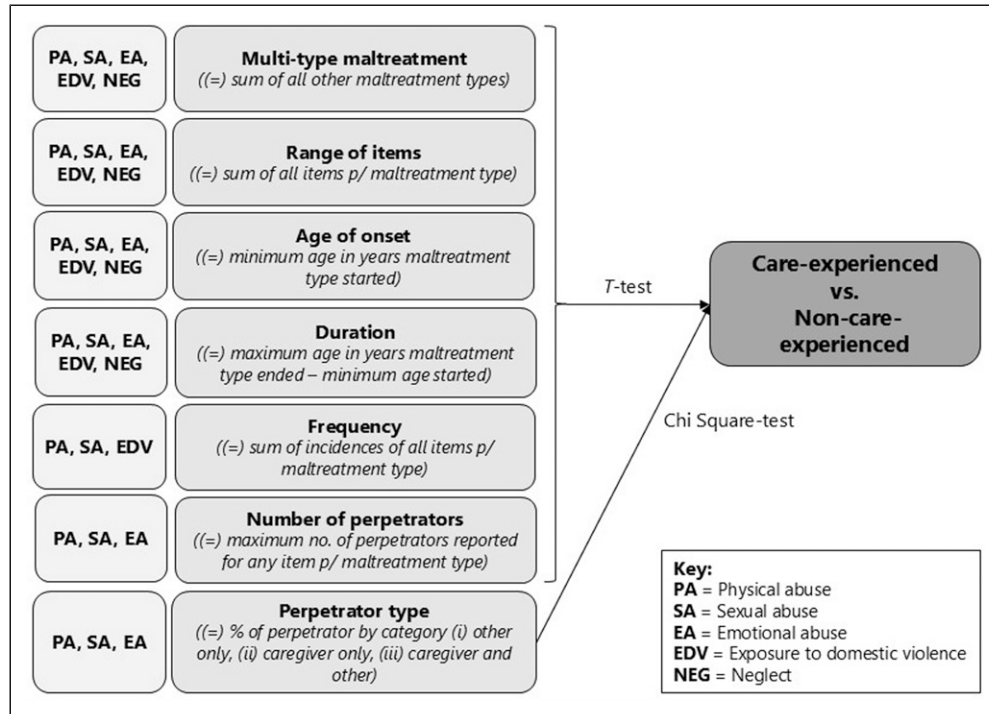 PA, SA, EA,
EDV, NEG
Multi-type maltreatment
((=) sum of all other maltreatment types)
PA, SA, EA,
EDV, NEG
Range of items
((=) sum of all items p/ maltreatment type)
PA, SA, EA,
EDV, NEG
Age of onset
((=) minimum age in years maltreatment
type started)
PA, SA, EA,
EDV, NEG
Duration
((=) maximum age in years maltreatment
type ended – minimum age started)
PA, SA, EDV
Frequency
((=) sum of incidences of all items p/
maltreatment type)
PA, SA, EA
Number of perpetrators
((=) maximum no. of perpetrators reported
for any item p/ maltreatment type)
PA, SA, EA
Perpetrator type
((=) % of perpetrator by category (i) other
only, (ii) caregiver only, (iii) caregiver and
other)
T-test
Chi Square-test
Care-experienced
vs.
Non-care-
experienced
Key:
PA = Physical abuse
SA = Sexual abuse
EA = Emotional abuse
EDV = Exposure to domestic violence
NEG = Neglect